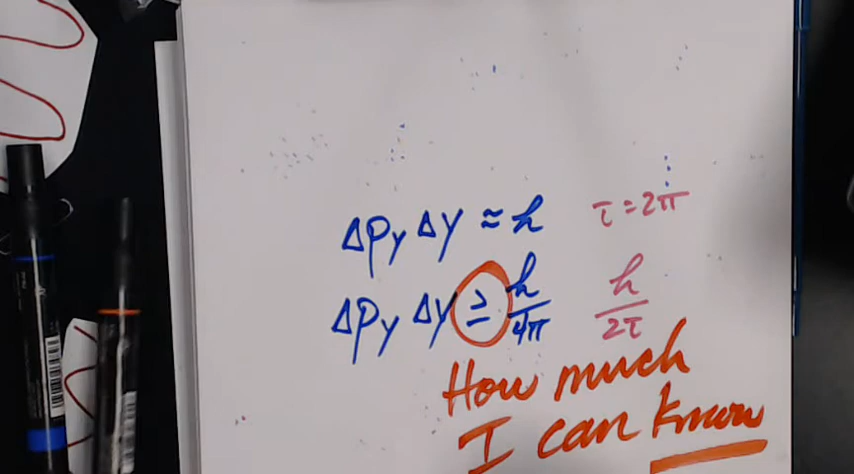 Δpy Δy ≈ h
τ = 2π
Δpy Δy ≥ h/4π
h/2τ
How much
I can know